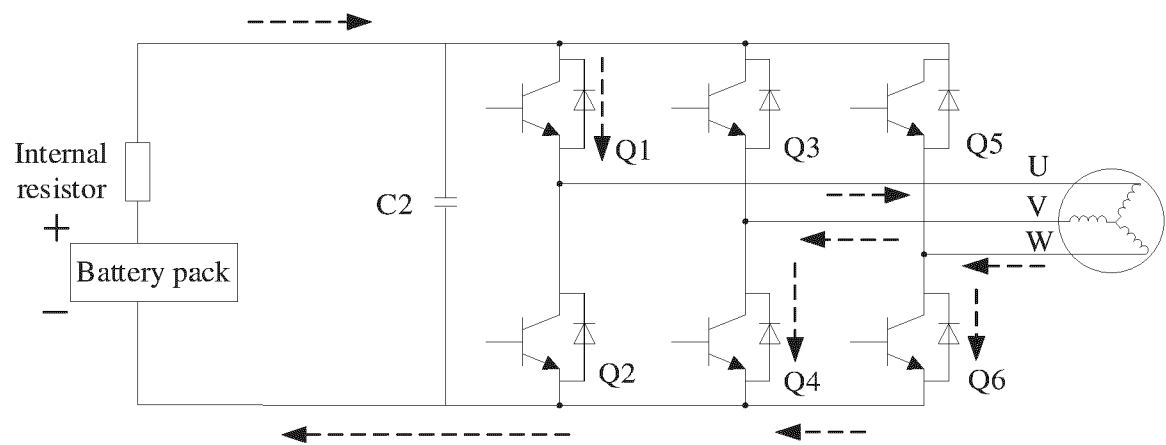 Q1
Q3
Q5
Internal
resistor
U
C2
V
+
W
Battery pack
−
Q2
Q4
Q6